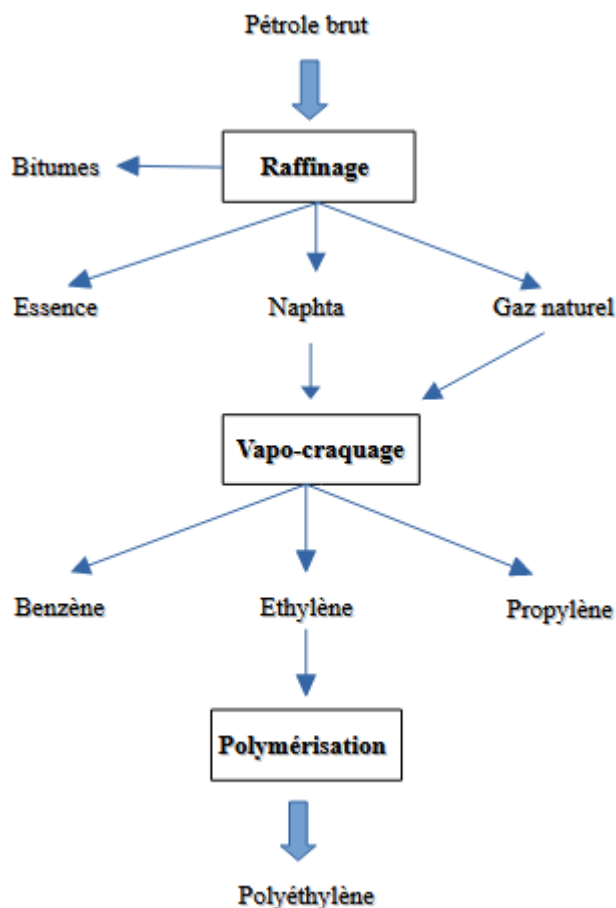 Pétrole brut
Bitumes
Raffinage
Essence
Naphta
Gaz naturel
Vapo-craquage
Benzène
Ethylène
Propylène
Polymérisation
Polyéthylène